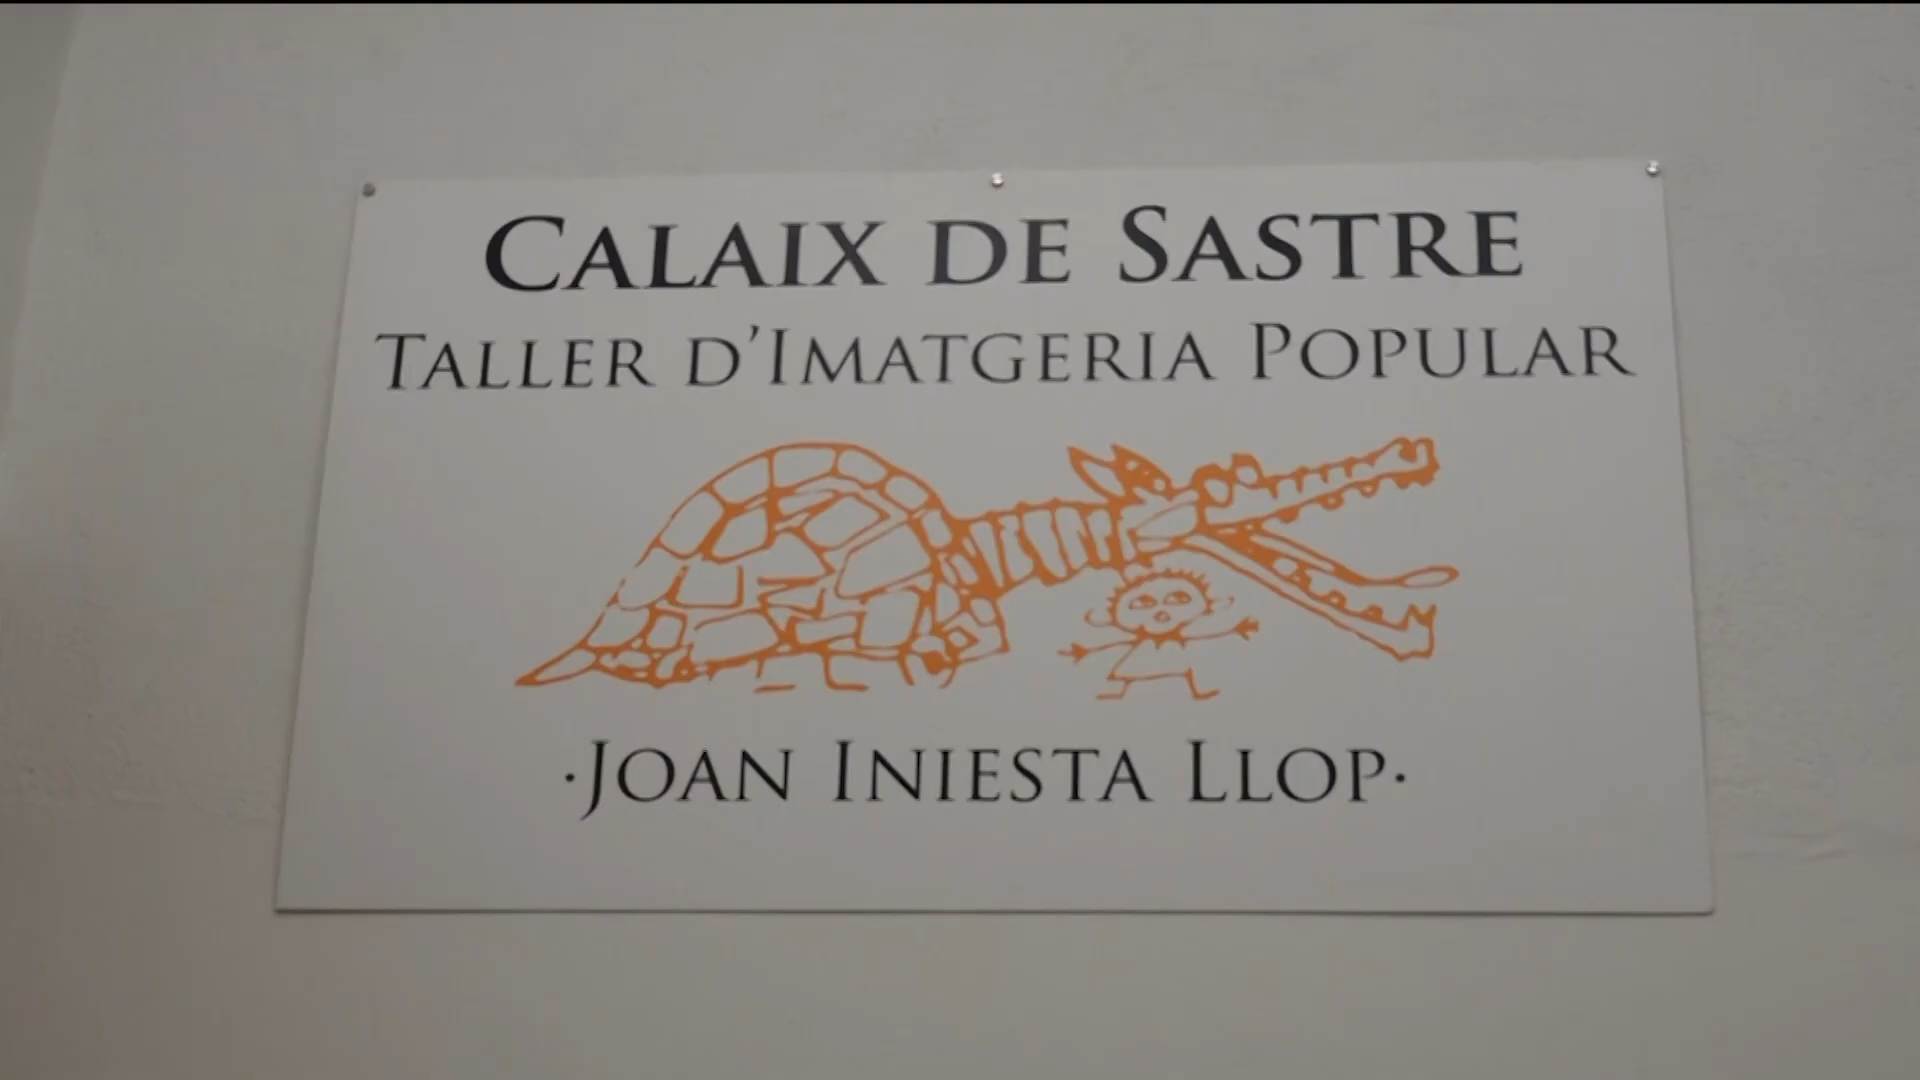 CALAIX DE SASTRE
TALLER D'IMATGERIA POPULAR
·JOAN INIESTA LLOP·